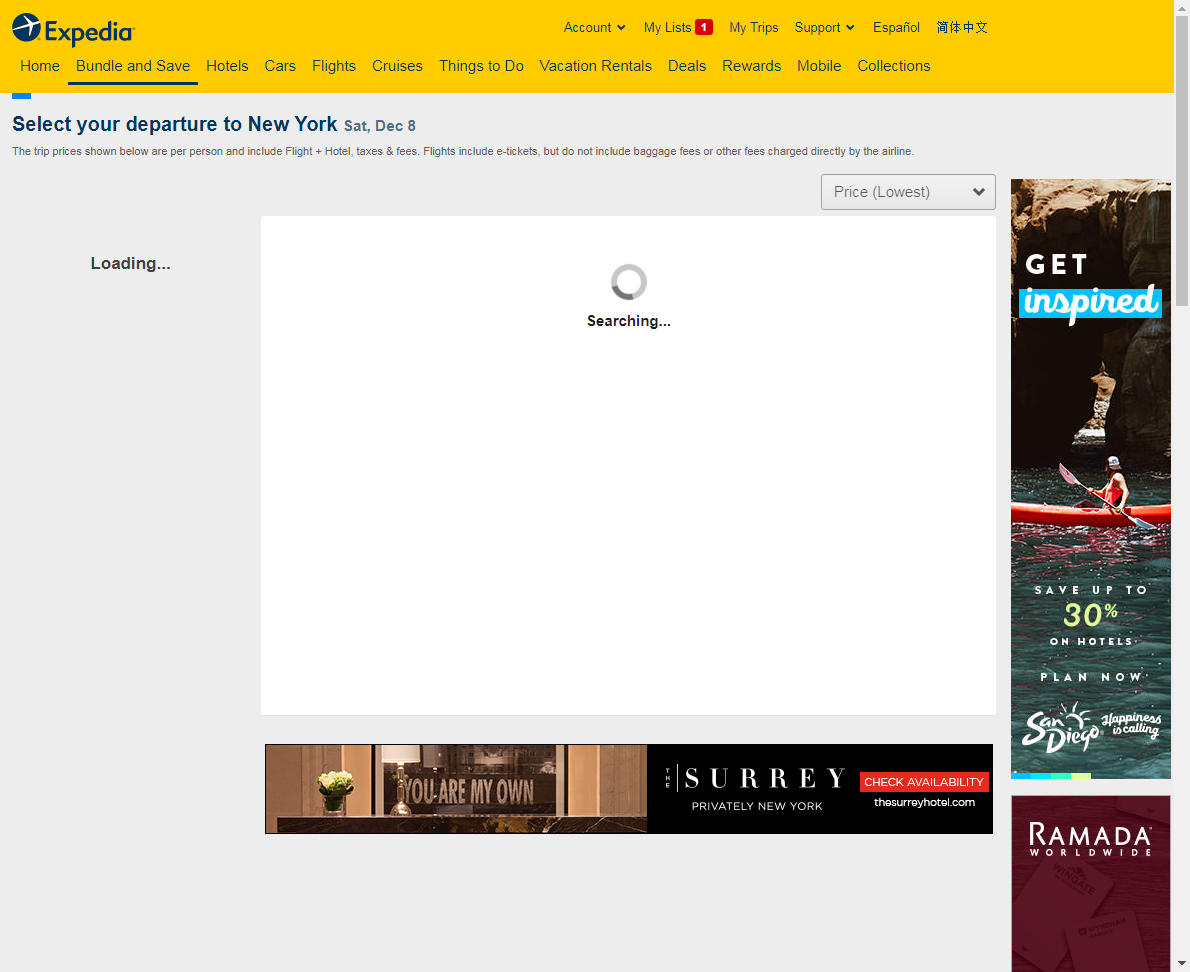 Expedia
Account
My Lists 1
My Trips
Support
Español
简体中文
Home
Bundle and Save
Hotels
Cars
Flights
Cruises
Things to Do
Vacation Rentals
Deals
Rewards
Mobile
Collections
Select your departure to New York Sat, Dec 8
The trip prices shown below are per person and include Flight + Hotel, taxes & fees. Flights include e-tickets, but do not include baggage fees or other fees charged directly by the airline.
Price (Lowest)
Loading...
Searching...
GET
inspired
SAVE UP TO
30%
ON HOTELS
PLAN NOW
San Diego
Happiness
is calling
YOU ARE MY OWN
THE SURREY
PRIVATELY NEW YORK
CHECK AVAILABILITY
thesurreyhotel.com
RAMADA
WORLDWIDE
WINGATE
WYNDHAM